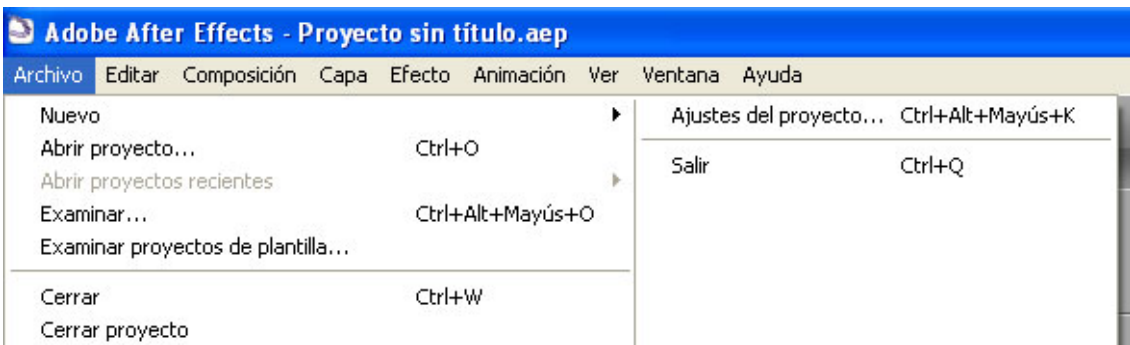 Adobe After Effects - Proyecto sin título.aep
Archivo Editar Composición Capa Efecto Animación Ver Ventana Ayuda
Nuevo
Abrir proyecto... Ctrl+O
Abrir proyectos recientes
Examinar... Ctrl+Alt+Mayús+O
Examinar proyectos de plantilla...
Cerrar Ctrl+W
Cerrar proyecto
Ajustes del proyecto... Ctrl+Alt+Mayús+K
Salir Ctrl+Q